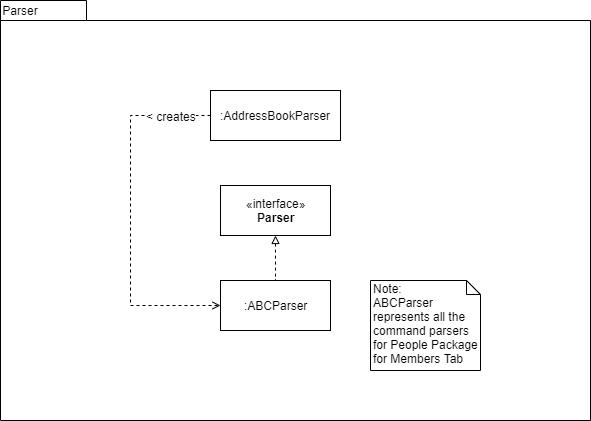 Parser
:AddressBookParser
< creates
«interface»
Parser
:ABCParser
Note:
ABCParser
represents all the
command parsers
for People Package
for Members Tab